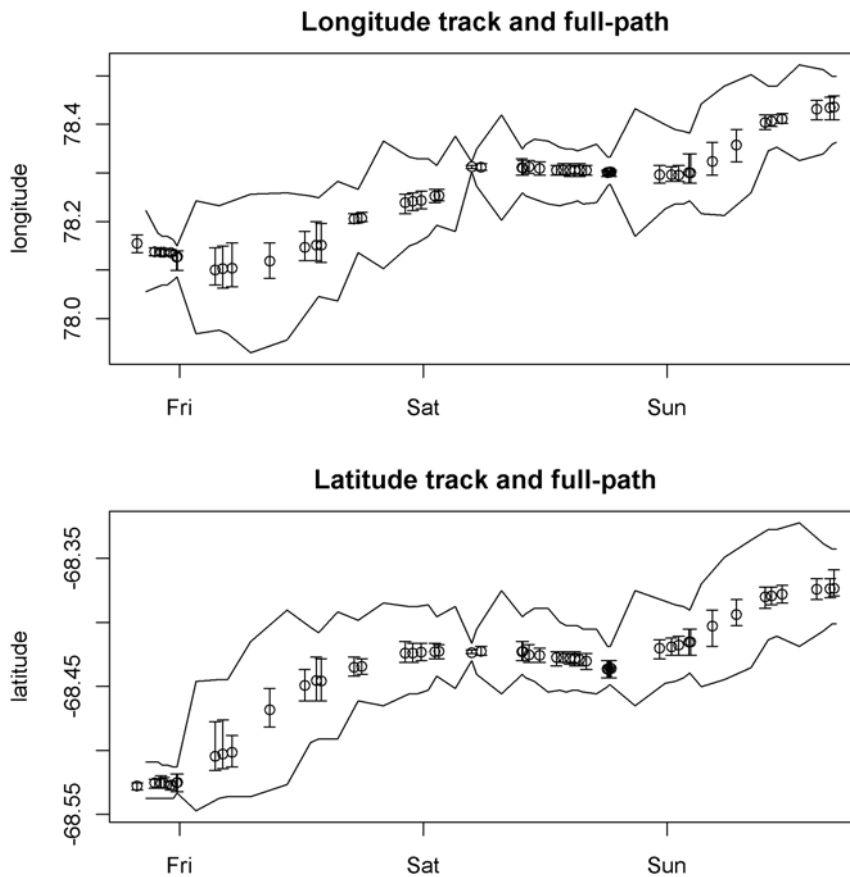 Longitude track and full-path
longitude
78.4
78.2
78.0
Fri Sat Sun
Latitude track and full-path
latitude
-68.35
-68.45
-68.55
Fri Sat Sun